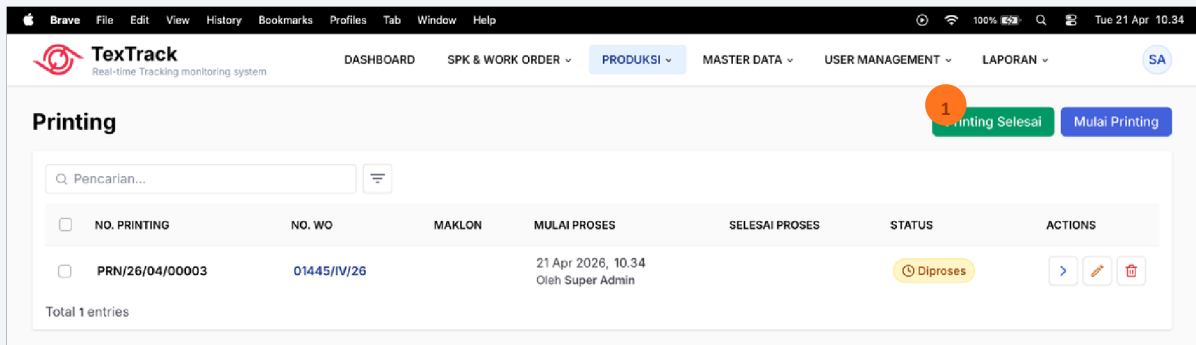 Brave File Edit View History Bookmarks Profiles Tab Window Help 100% Tue 21 Apr 10.34
TexTrack
Real-time Tracking monitoring system
DASHBOARD SPK & WORK ORDER PRODUKSI MASTER DATA USER MANAGEMENT LAPORAN SA
Printing
1
Printing Selesai Mulai Printing
Pencarian...
NO. PRINTING NO. WO MAKLON MULAI PROSES SELESAI PROSES STATUS ACTIONS
PRN/26/04/00003 01445/IV/26 21 Apr 2026, 10.34 Diproses
Oleh Super Admin
Total 1 entries